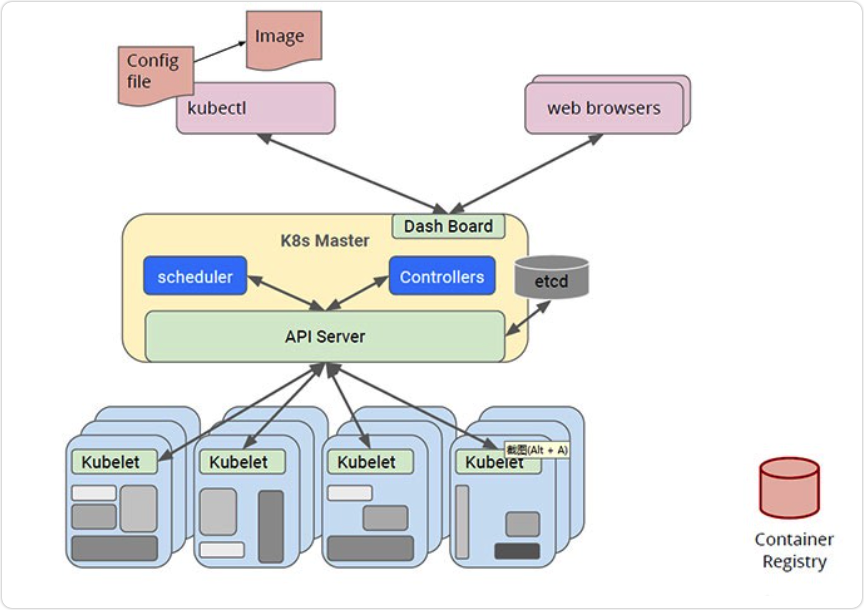 Image
Config
file
kubectl
web browsers
Dash Board
K8s Master
scheduler
Controllers
etcd
API Server
截图(Alt + A)
Kubelet
Kubelet
Kubelet
Kubelet
Container
Registry